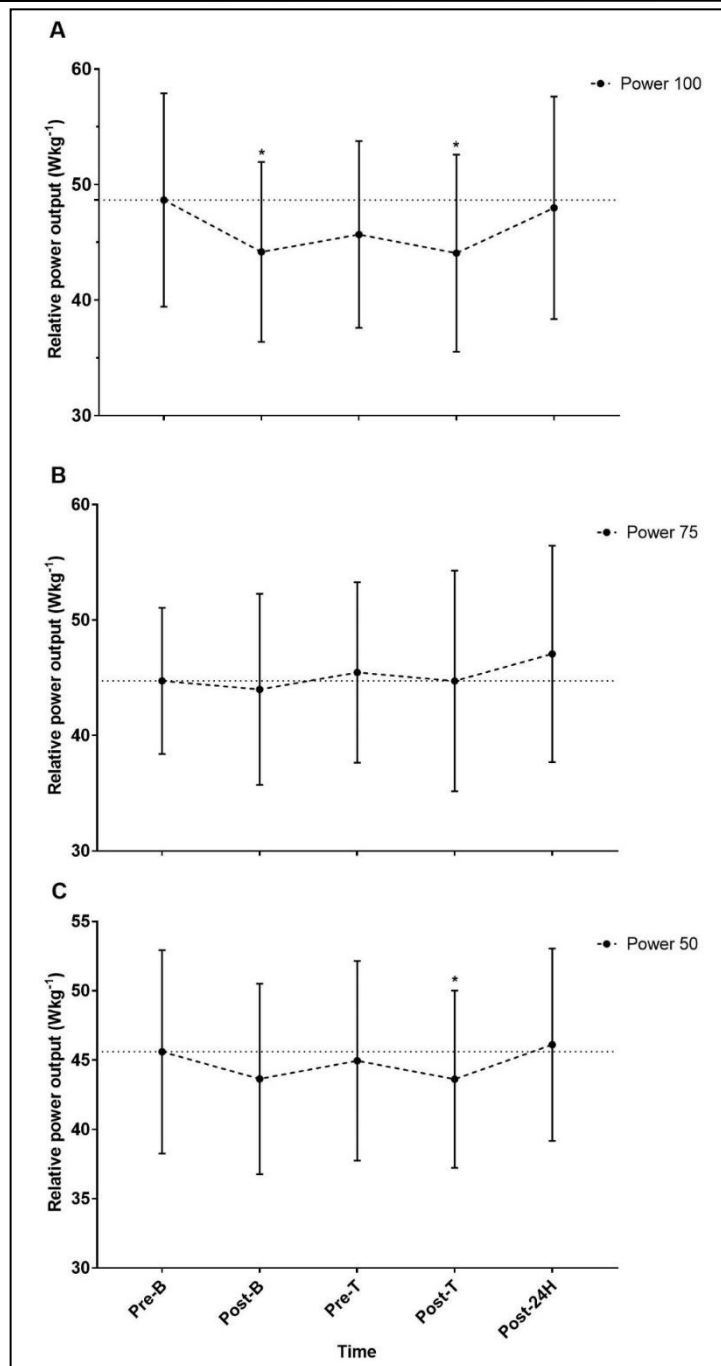 A
Relative power output (Wkg⁻¹)
60
50
40
30
*
*
Power 100
B
Relative power output (Wkg⁻¹)
60
50
40
30
Power 75
C
Relative power output (Wkg⁻¹)
55
50
45
40
35
30
*
Power 50
Pre-B
Post-B
Pre-T
Post-T
Post-24H
Time